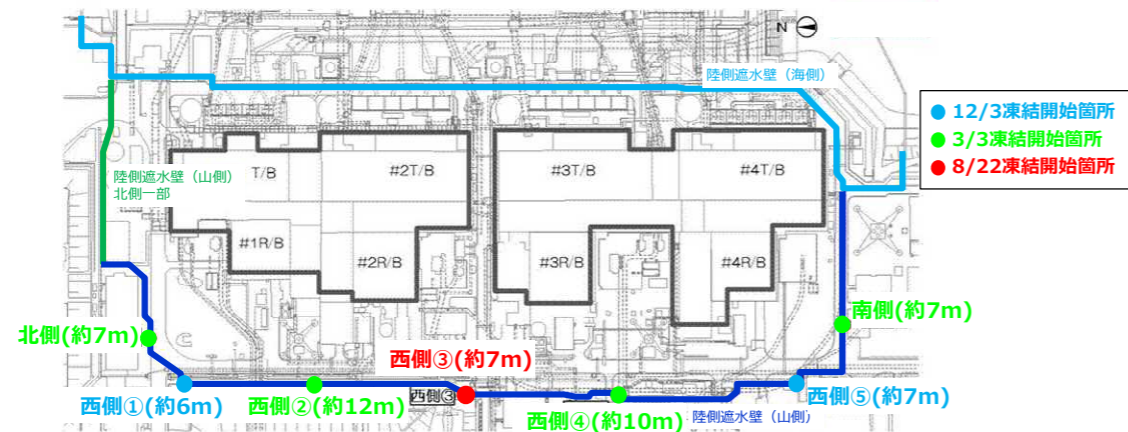 N
陸側遮水壁（海側）
● 12/3凍結開始箇所
● 3/3凍結開始箇所
● 8/22凍結開始箇所
陸側遮水壁（山側）
北側一部
T/B
#2T/B
#3T/B
#4T/B
#1R/B
#2R/B
#3R/B
#4R/B
北側(約7m)
南側(約7m)
西側③(約7m)
西側③
西側①(約6m)
西側②(約12m)
西側④(約10m)
陸側遮水壁（山側）
西側⑤(約7m)